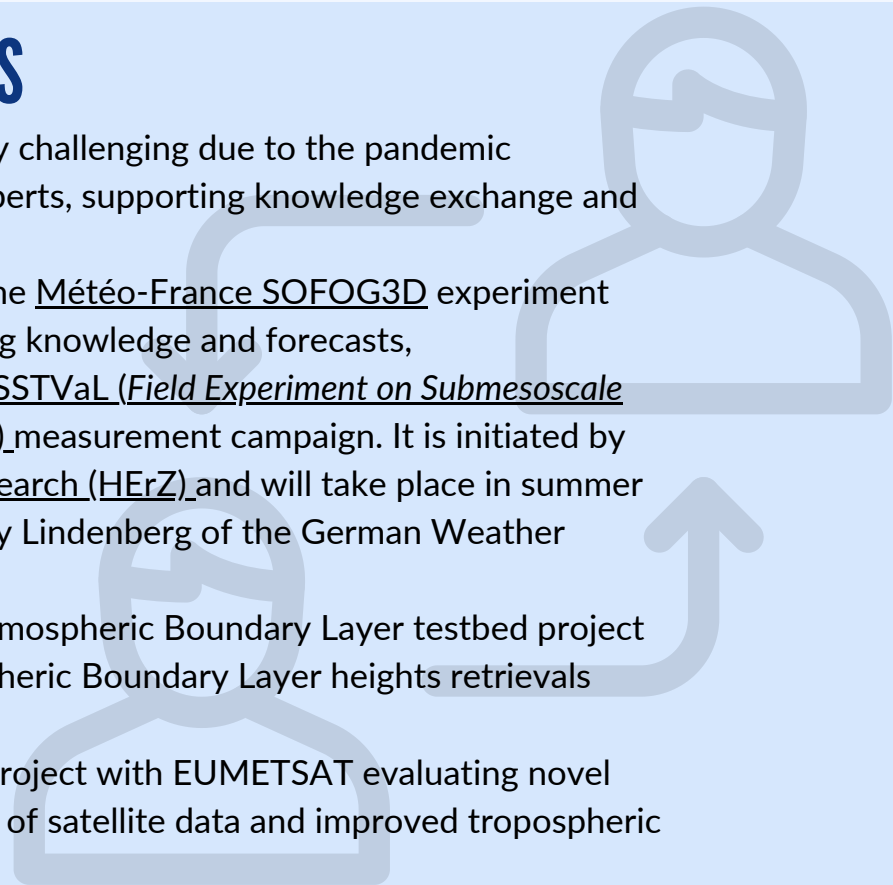 S
y challenging due to the pandemic
perts, supporting knowledge exchange and
he Météo-France SOFOG3D experiment
g knowledge and forecasts,
SSTVaL (Field Experiment on Submesoscale
) measurement campaign. It is initiated by
earch (HErZ) and will take place in summer
y Lindenberg of the German Weather
mospheric Boundary Layer testbed project
heric Boundary Layer heights retrievals
roject with EUMETSAT evaluating novel
of satellite data and improved tropospheric